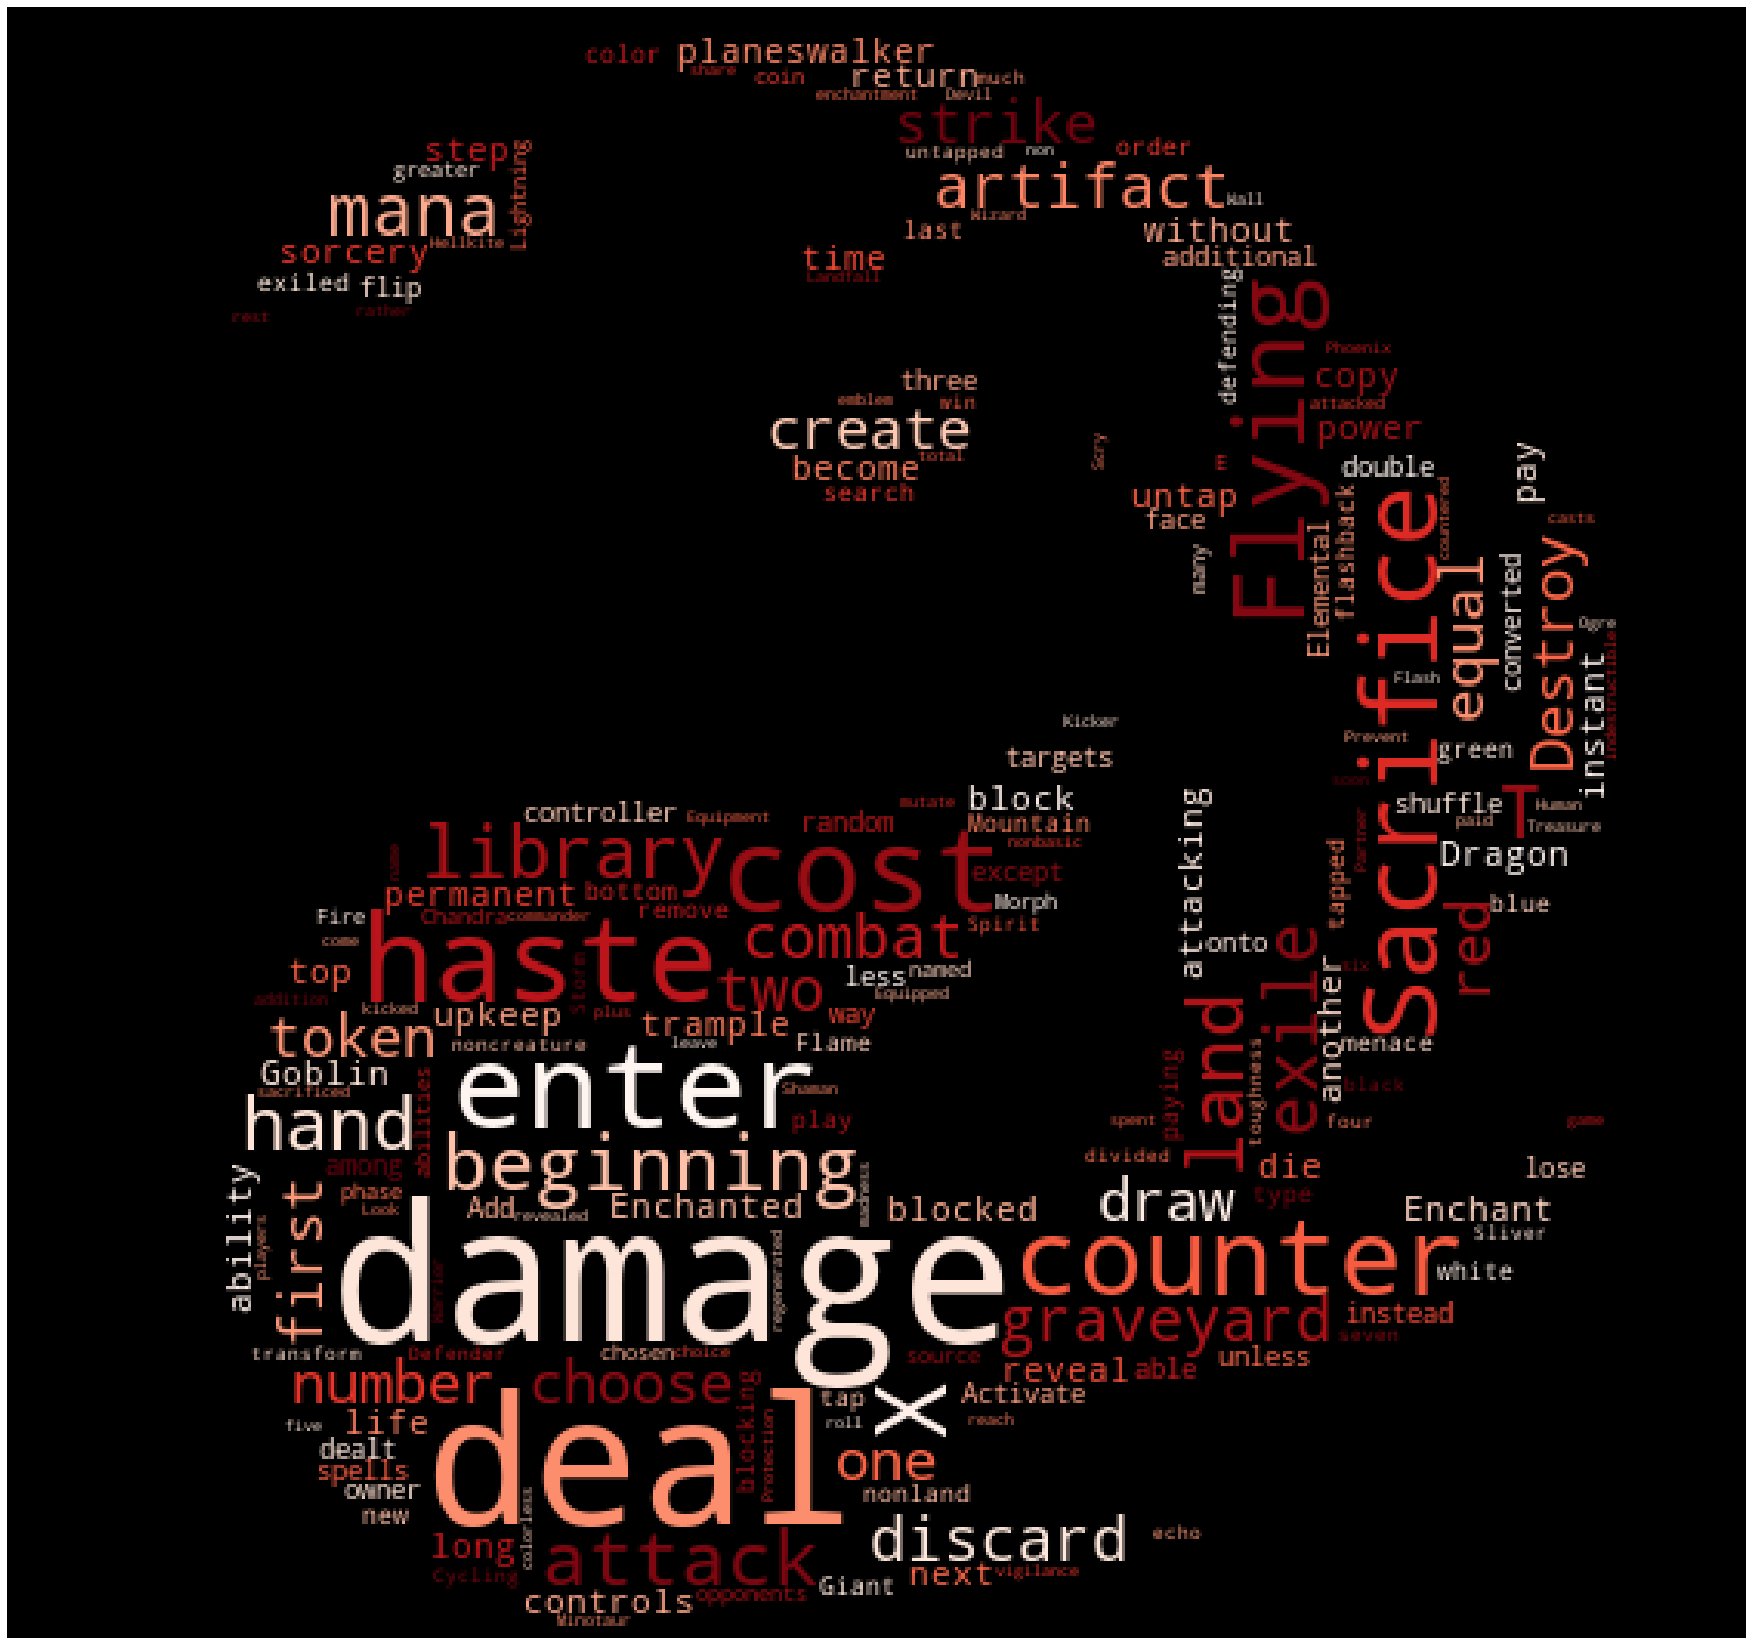 color planeswalker
share coin return much
enchantment Devil
strike
step untapped non order
greater Lightning
mana artifact Wall
Wizard
sorcery Hellkite last without
time additional
exiled flip Landfall
rest rather
defending Flying
Phoenix
three copy
emblem win attacked
create power
become total Scry double pay
search untap
face casts
many Elemental flashback countered
Sacrifice equal converted Destroy
Ogre
instant indestructible
Flash
Kicker
Prevent
targets green
soon
controller Equipment mutate block shuffle T Human
random Mountain paid Treasure
name library cost nonbasic attacking Partner tapped Dragon
permanent bottom except
Fire Chandra commander remove Morph blue
come haste combat Spirit onto red
top two less named six
addition Storm Equipped
kicked plus land exile another
token upkeep trample way
noncreature leave Flame menace
Goblin
sacrificed abilities enter Shaman paying toughness black
hand play spent four game
among beginning divided die lose
ability phase madness draw type
Look Add revealed Enchanted blocked Enchant
players first Sliver
Warrior damage regenerated counter white
graveyard instead
seven
transform Defender chosen choice source unless
number choose reveal able
blocking tap X Activate
five life deal roll reach
dealt Protection one
spells
owner nonland
new colorless
discard echo
long attack
Cycling next vigilance
controls opponents Giant
Minotaur